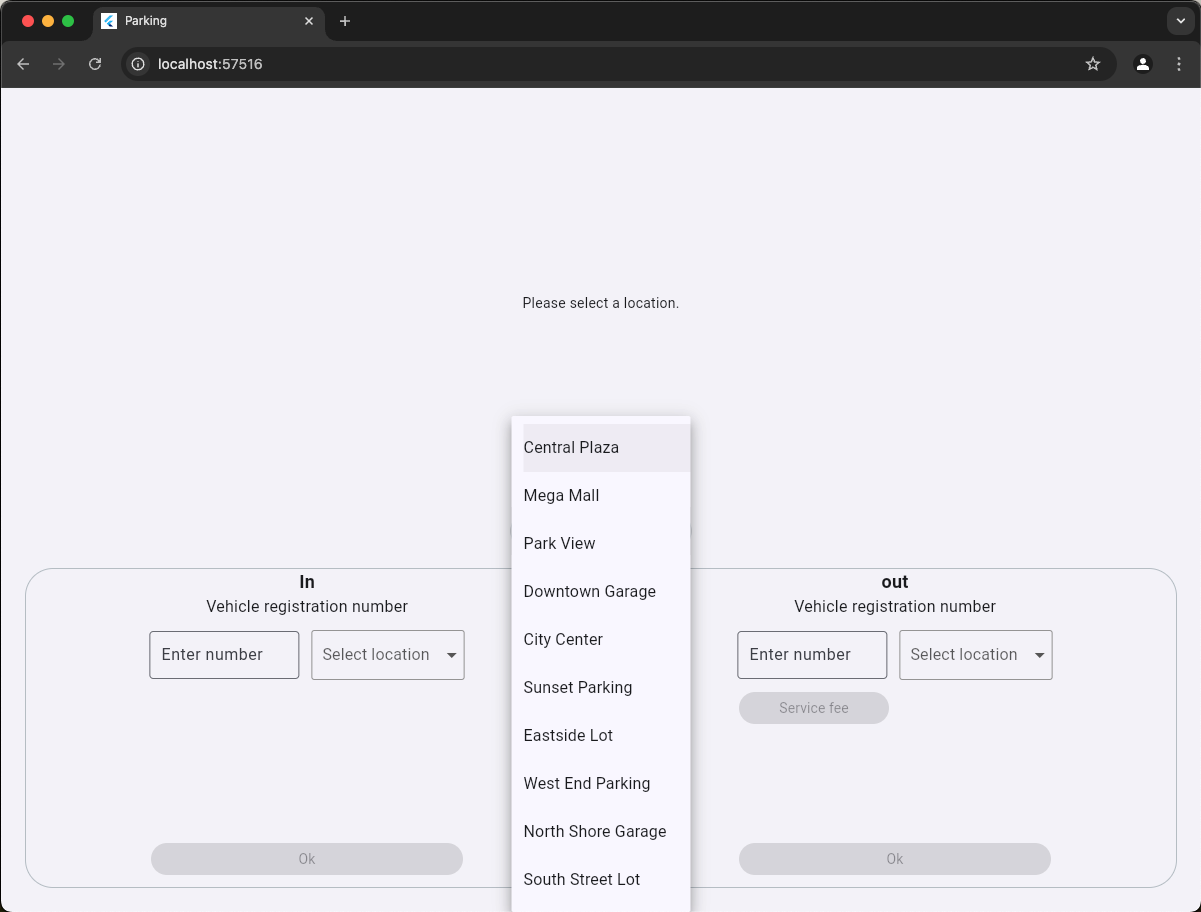 Parking
localhost:57516
Please select a location.
Central Plaza
Mega Mall
Park View
Downtown Garage
City Center
Sunset Parking
Eastside Lot
West End Parking
North Shore Garage
South Street Lot
In
Vehicle registration number
Enter number
Select location
Ok
out
Vehicle registration number
Enter number
Select location
Service fee
Ok